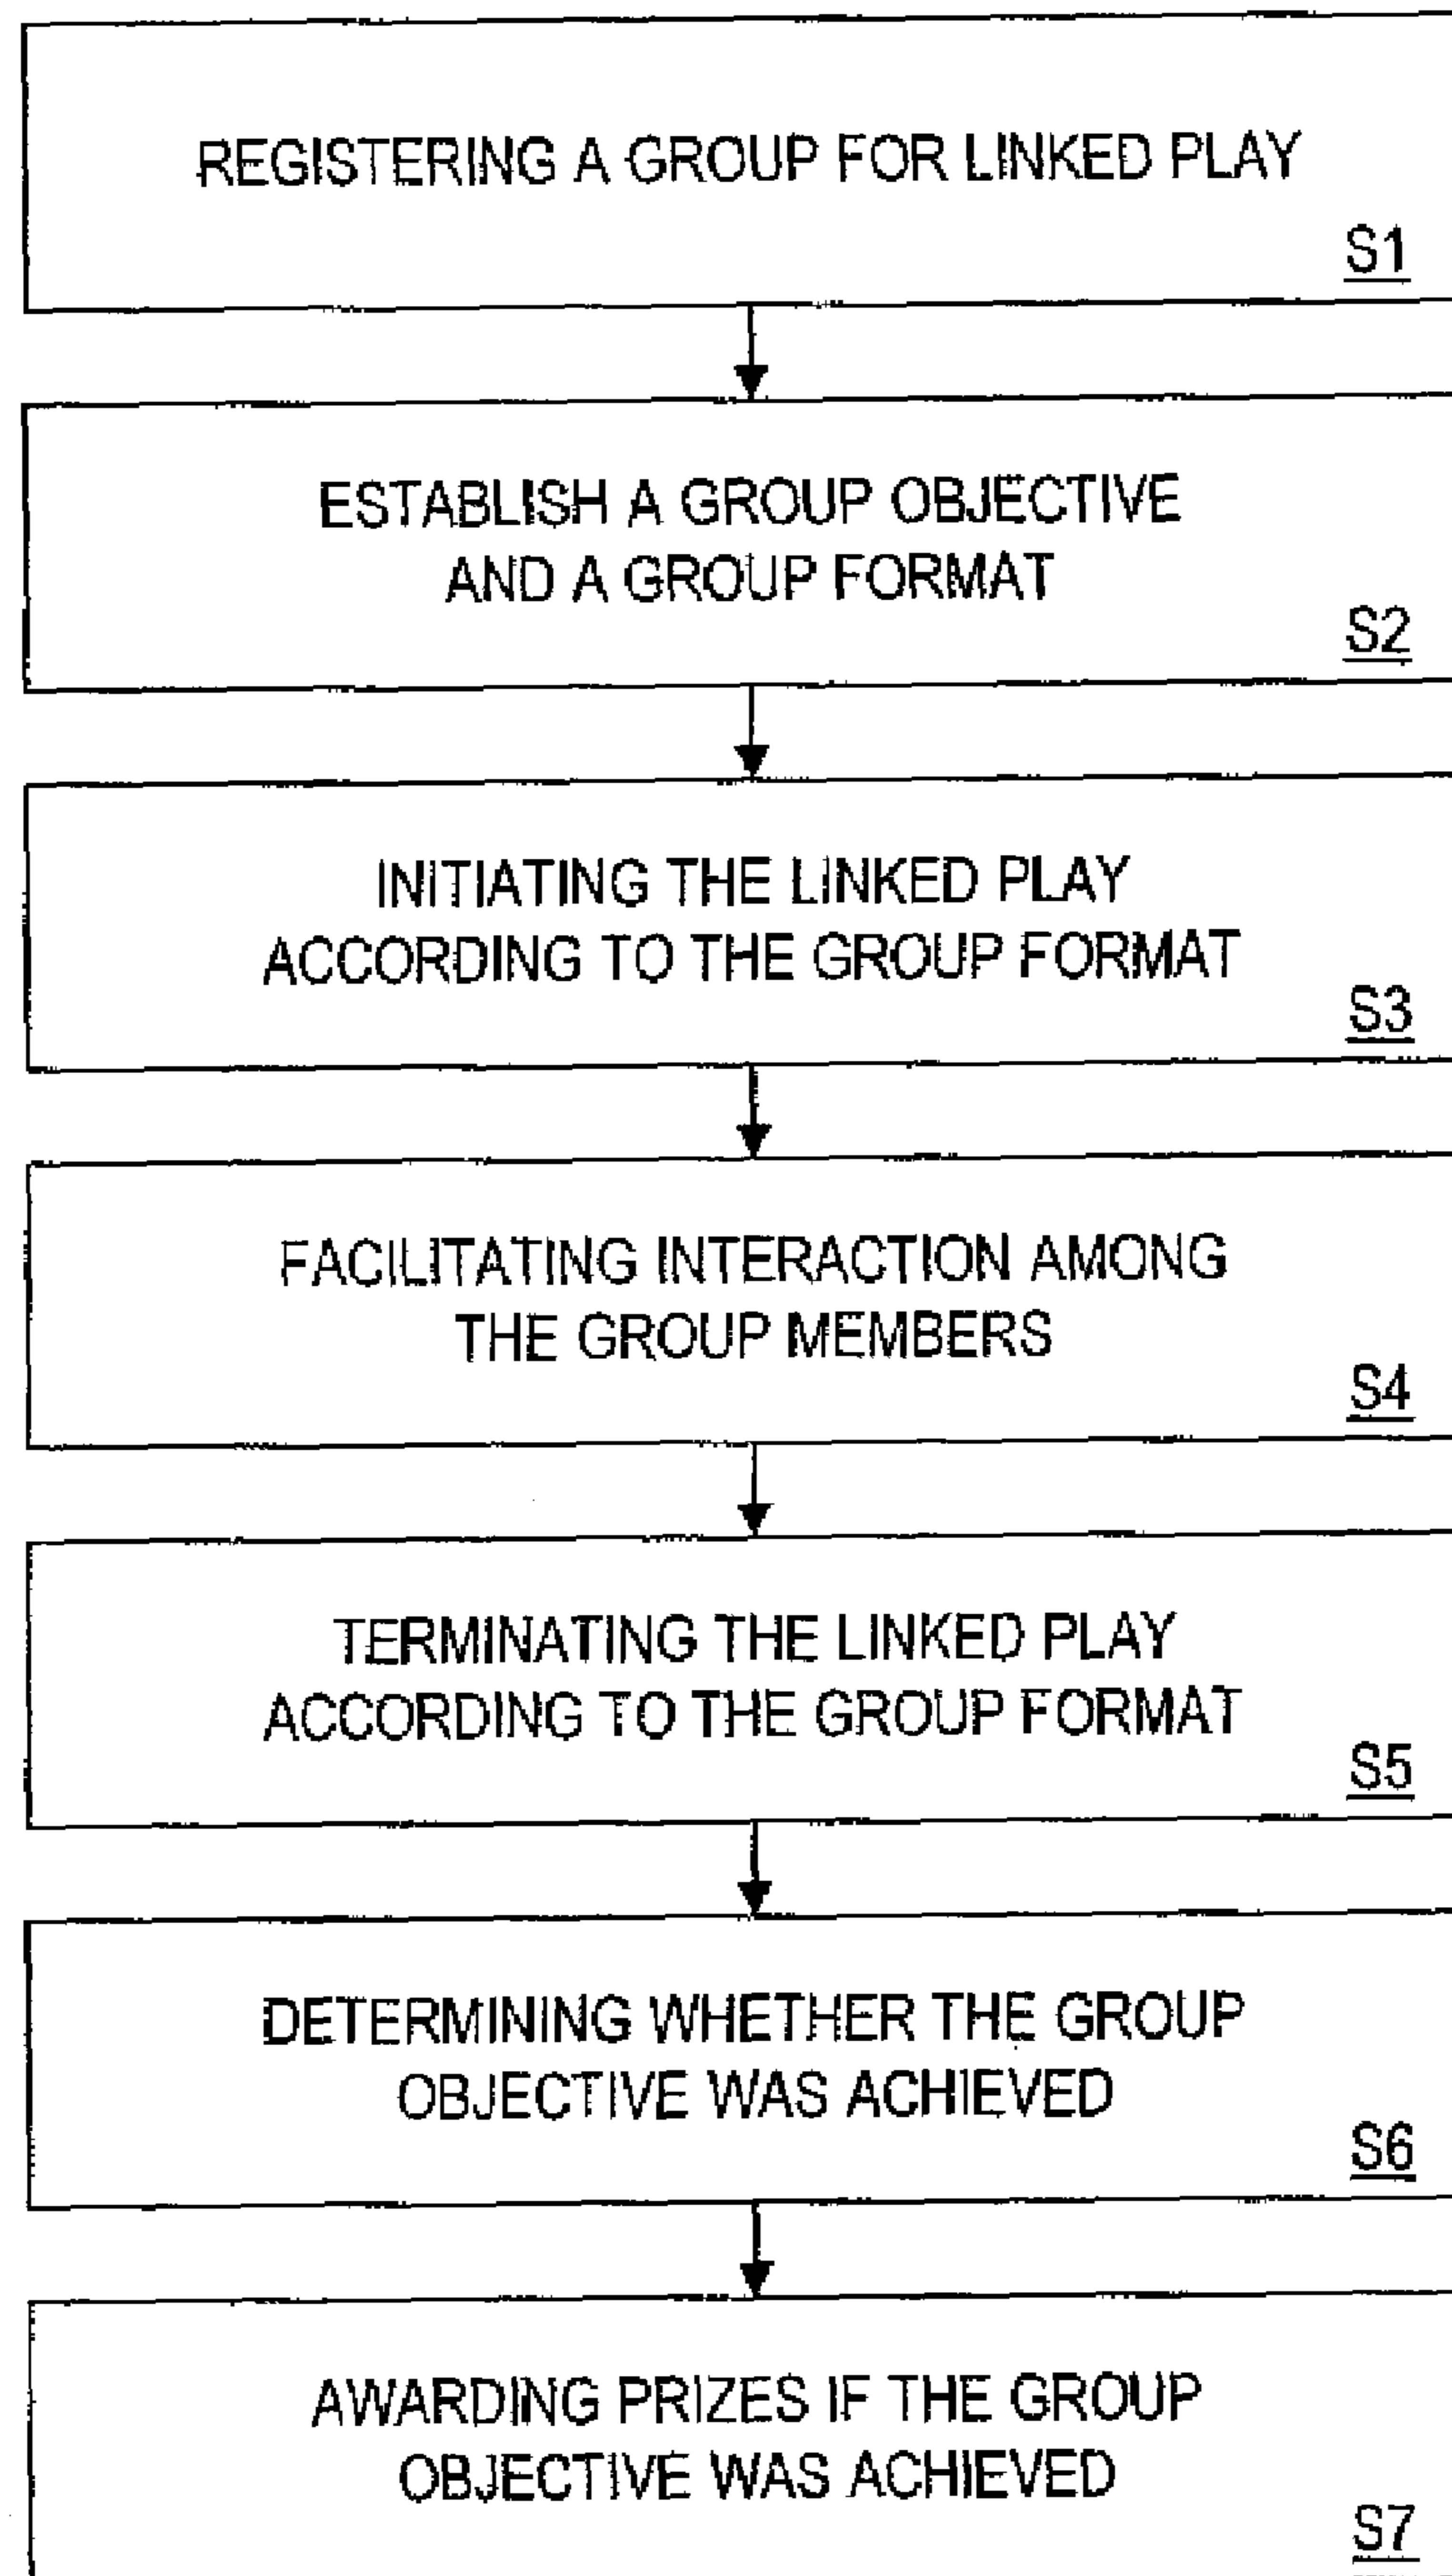 REGISTERING A GROUP FOR LINKED PLAY
S1
ESTABLISH A GROUP OBJECTIVE
AND A GROUP FORMAT
S2
INITIATING THE LINKED PLAY
ACCORDING TO THE GROUP FORMAT
S3
FACILITATING INTERACTION AMONG
THE GROUP MEMBERS
S4
TERMINATING THE LINKED PLAY
ACCORDING TO THE GROUP FORMAT
S5
DETERMINING WHETHER THE GROUP
OBJECTIVE WAS ACHIEVED
S6
AWARDING PRIZES IF THE GROUP
OBJECTIVE WAS ACHIEVED
S7